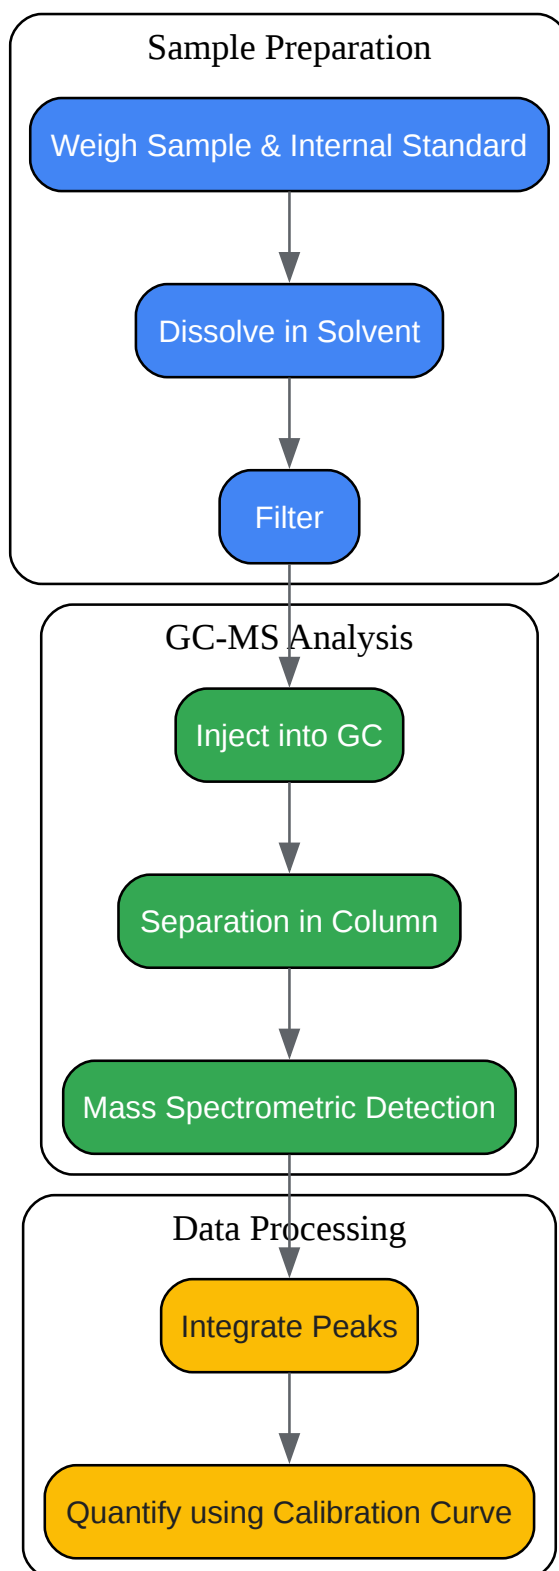 Sample Preparation
Weigh Sample & Internal Standard
Dissolve in Solvent
Filter
GC-MS Analysis
Inject into GC
Separation in Column
Mass Spectrometric Detection
Data Processing
Integrate Peaks
Quantify using Calibration Curve